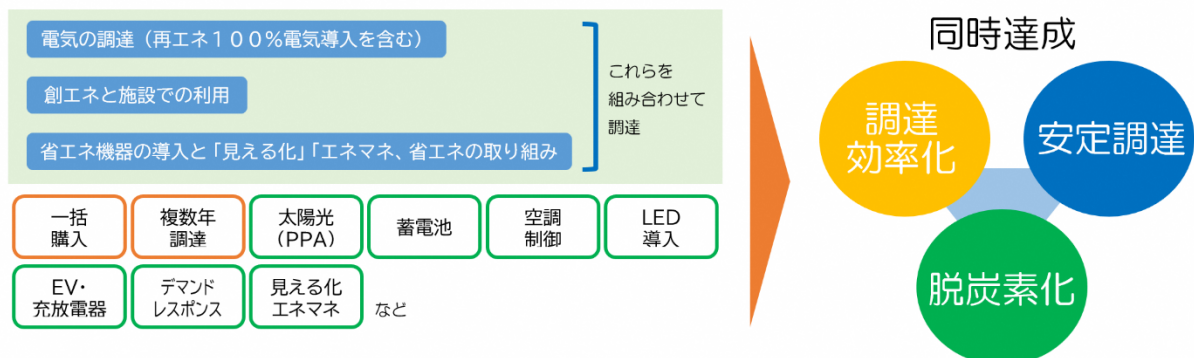 電気の調達（再エネ１００％電気導入を含む）
創エネと施設での利用
省エネ機器の導入と「見える化」「エネマネ、省エネの取り組み
これらを
組み合わせて
調達
一括
購入
複数年
調達
太陽光
（PPA）
蓄電池
空調
制御
LED
導入
EV・
充放電器
デマンド
レスポンス
見える化
エネマネ
など
同時達成
調達
効率化
安定調達
脱炭素化